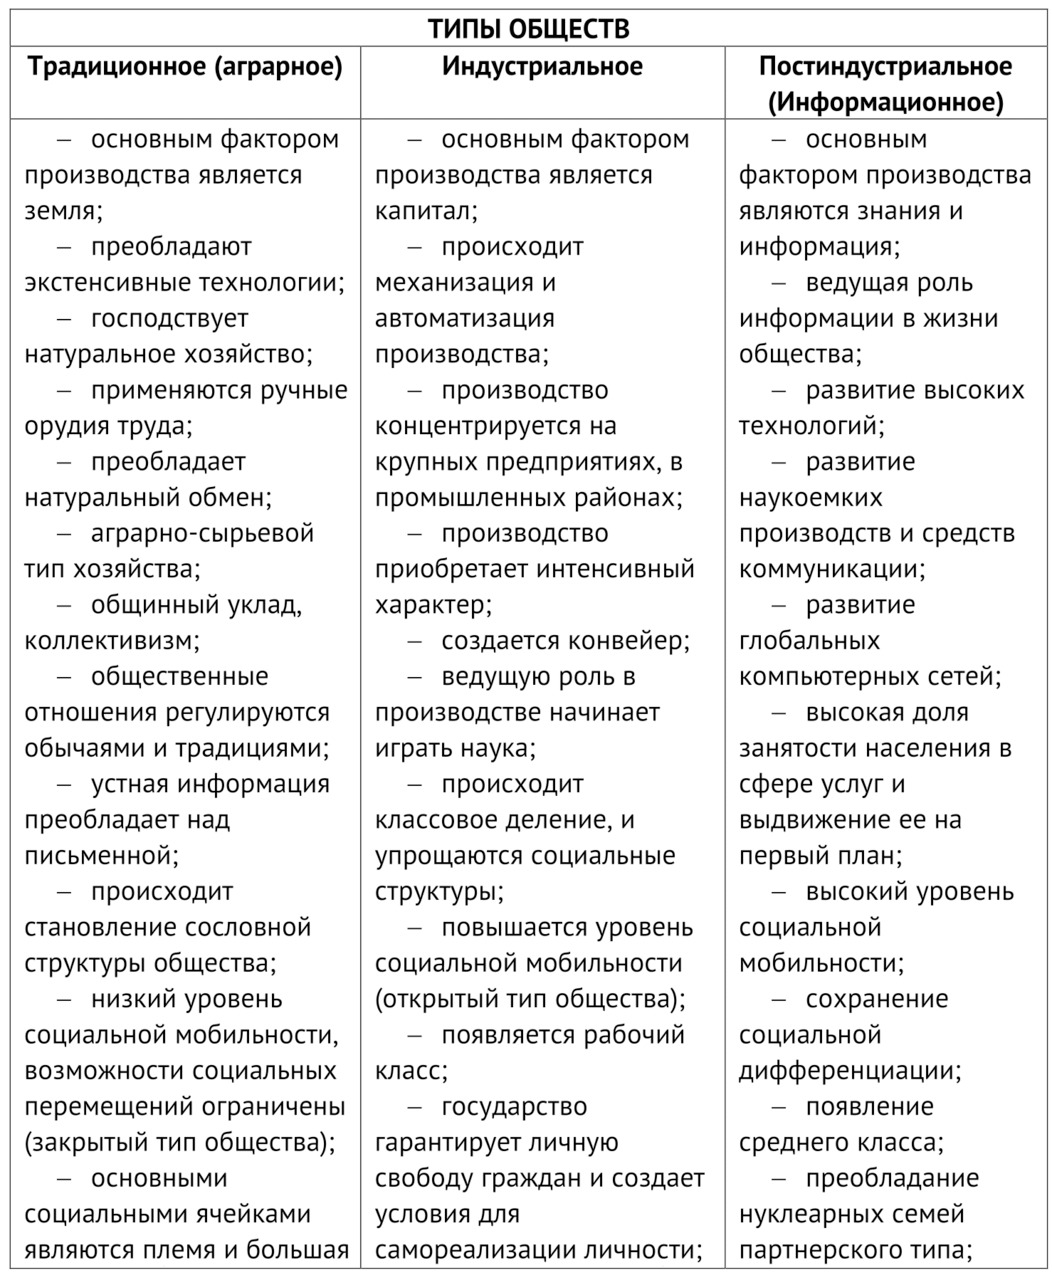 ТИПЫ ОБЩЕСТВ
Традиционное (аграрное)
Индустриальное
Постиндустриальное
(Информационное)
– основным фактором
производства является
земля;
– преобладают
экстенсивные технологии;
– господствует
натуральное хозяйство;
– применяются ручные
орудия труда;
– преобладает
натуральный обмен;
– аграрно-сырьевой
тип хозяйства;
– общинный уклад,
коллективизм;
– общественные
отношения регулируются
обычаями и традициями;
– устная информация
преобладает над
письменной;
– происходит
становление сословной
структуры общества;
– низкий уровень
социальной мобильности,
возможности социальных
перемещений ограничены
(закрытый тип общества);
– основными
социальными ячейками
являются племя и большая
– основным фактором
производства является
капитал;
– происходит
механизация и
автоматизация
производства;
– производство
концентрируется на
крупных предприятиях, в
промышленных районах;
– производство
приобретает интенсивный
характер;
– создается конвейер;
– ведущую роль в
производстве начинает
играть наука;
– происходит
классовое деление, и
упрощаются социальные
структуры;
– повышается уровень
социальной мобильности
(открытый тип общества);
– появляется рабочий
класс;
– государство
гарантирует личную
свободу граждан и создает
условия для
самореализации личности;
– основным
фактором производства
являются знания и
информация;
– ведущая роль
информации в жизни
общества;
– развитие высоких
технологий;
– развитие
наукоемких
производств и средств
коммуникации;
– развитие
глобальных
компьютерных сетей;
– высокая доля
занятости населения в
сфере услуг и
выдвижение ее на
первый план;
– высокий уровень
социальной
мобильности;
– сохранение
социальной
дифференциации;
– появление
среднего класса;
– преобладание
нуклеарных семей
партнерского типа;